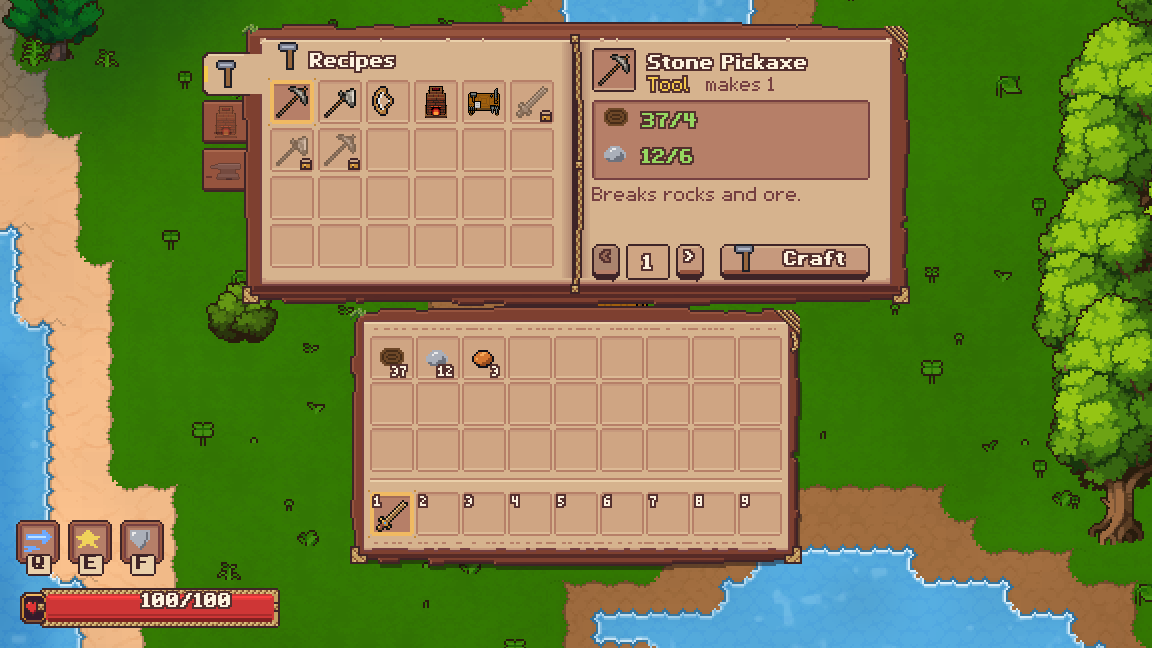 Recipes
Stone Pickaxe
Tool makes 1
37/4
12/6
Breaks rocks and ore.
1
Craft
37 12 3
1 2 3 4 5 6 7 8 9
Q E F
100/100